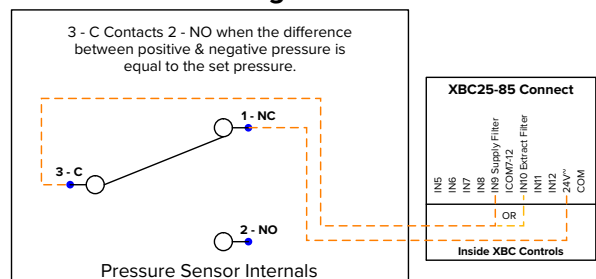 3 - C Contacts 2 - NO when the difference
between positive & negative pressure is
equal to the set pressure.
1 - NC
3 - C
2 - NO
Pressure Sensor Internals
XBC25-85 Connect
IN5
IN6
IN7
IN8
IN9 Supply Filter
ICOM7-12
IN10 Extract Filter
IN11
IN12
24V"
COM
OR
Inside XBC Controls